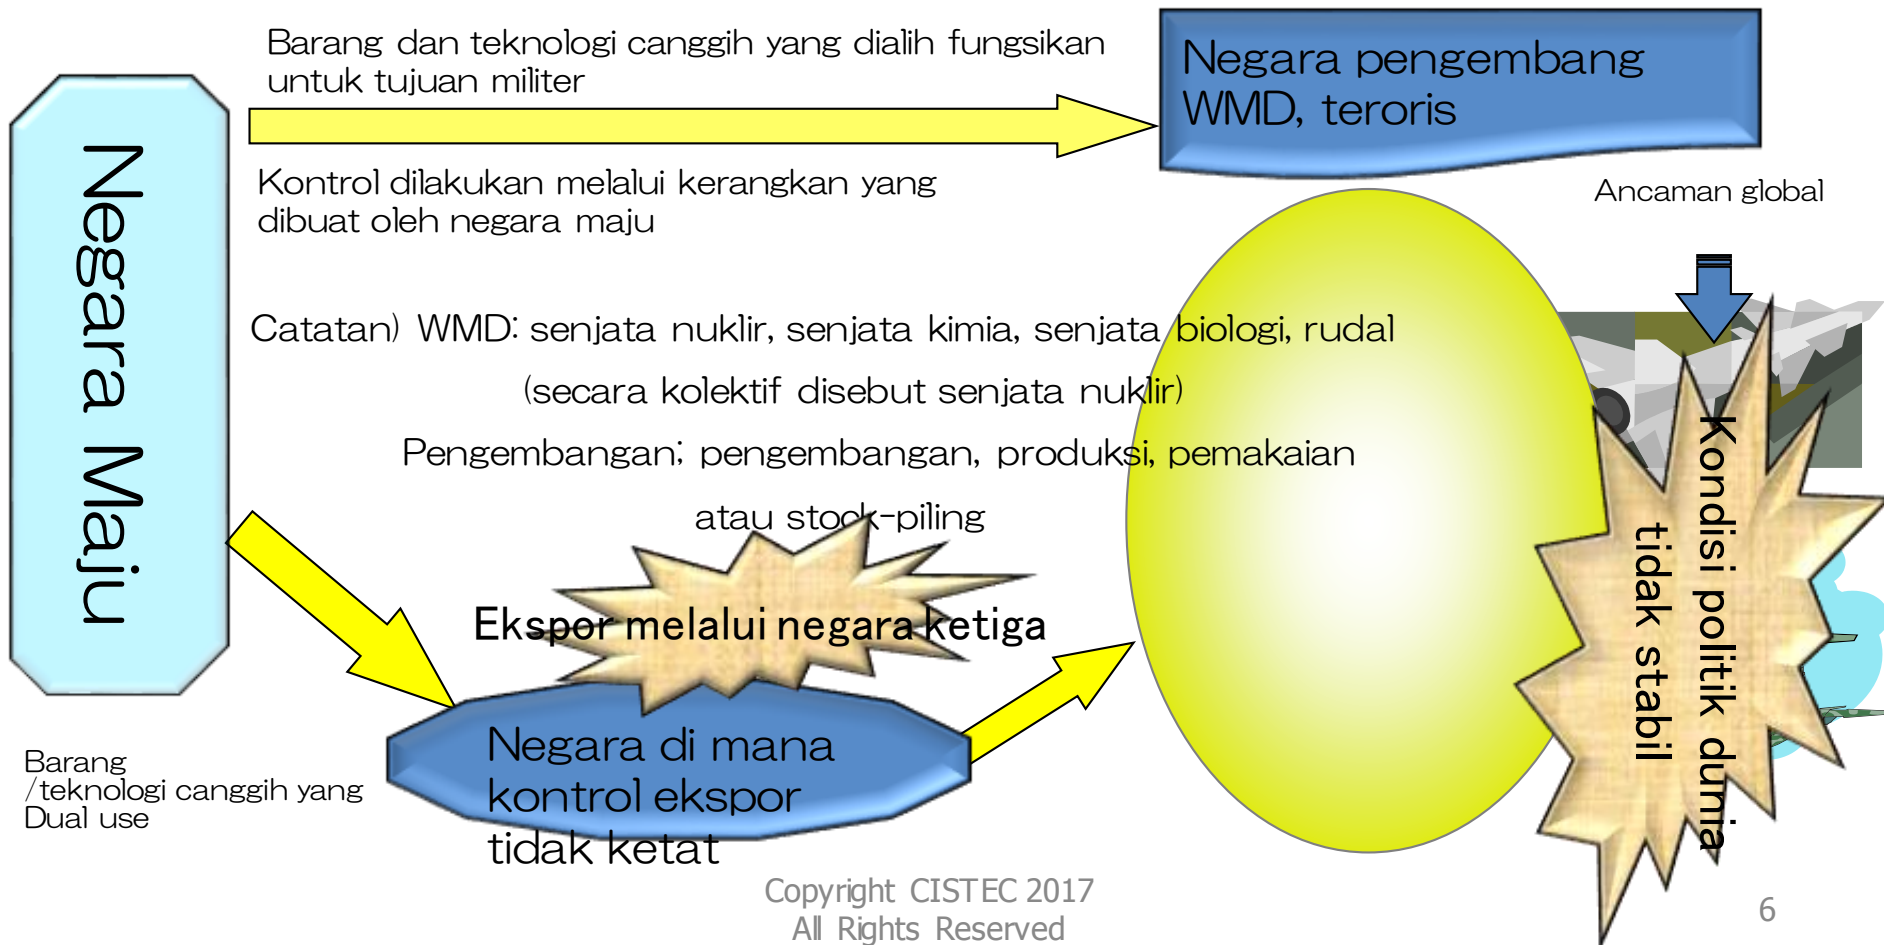 Barang dan teknologi canggih yang dialih fungsikan
untuk tujuan militer
Negara pengembang
WMD, teroris
Negara Maju
Kontrol dilakukan melalui kerangkan yang
dibuat oleh negara maju
Ancaman global
Catatan) WMD: senjata nuklir, senjata kimia, senjata biologi, rudal
(secara kolektif disebut senjata nuklir)
Pengembangan; pengembangan, produksi, pemakaian
atau stock-piling
Kondisi politik dunia
tidak stabil
Ekspor melalui negara ketiga
Negara di mana
kontrol ekspor
tidak ketat
Barang
/teknologi canggih yang
Dual use
Copyright CISTEC 2017
All Rights Reserved
6